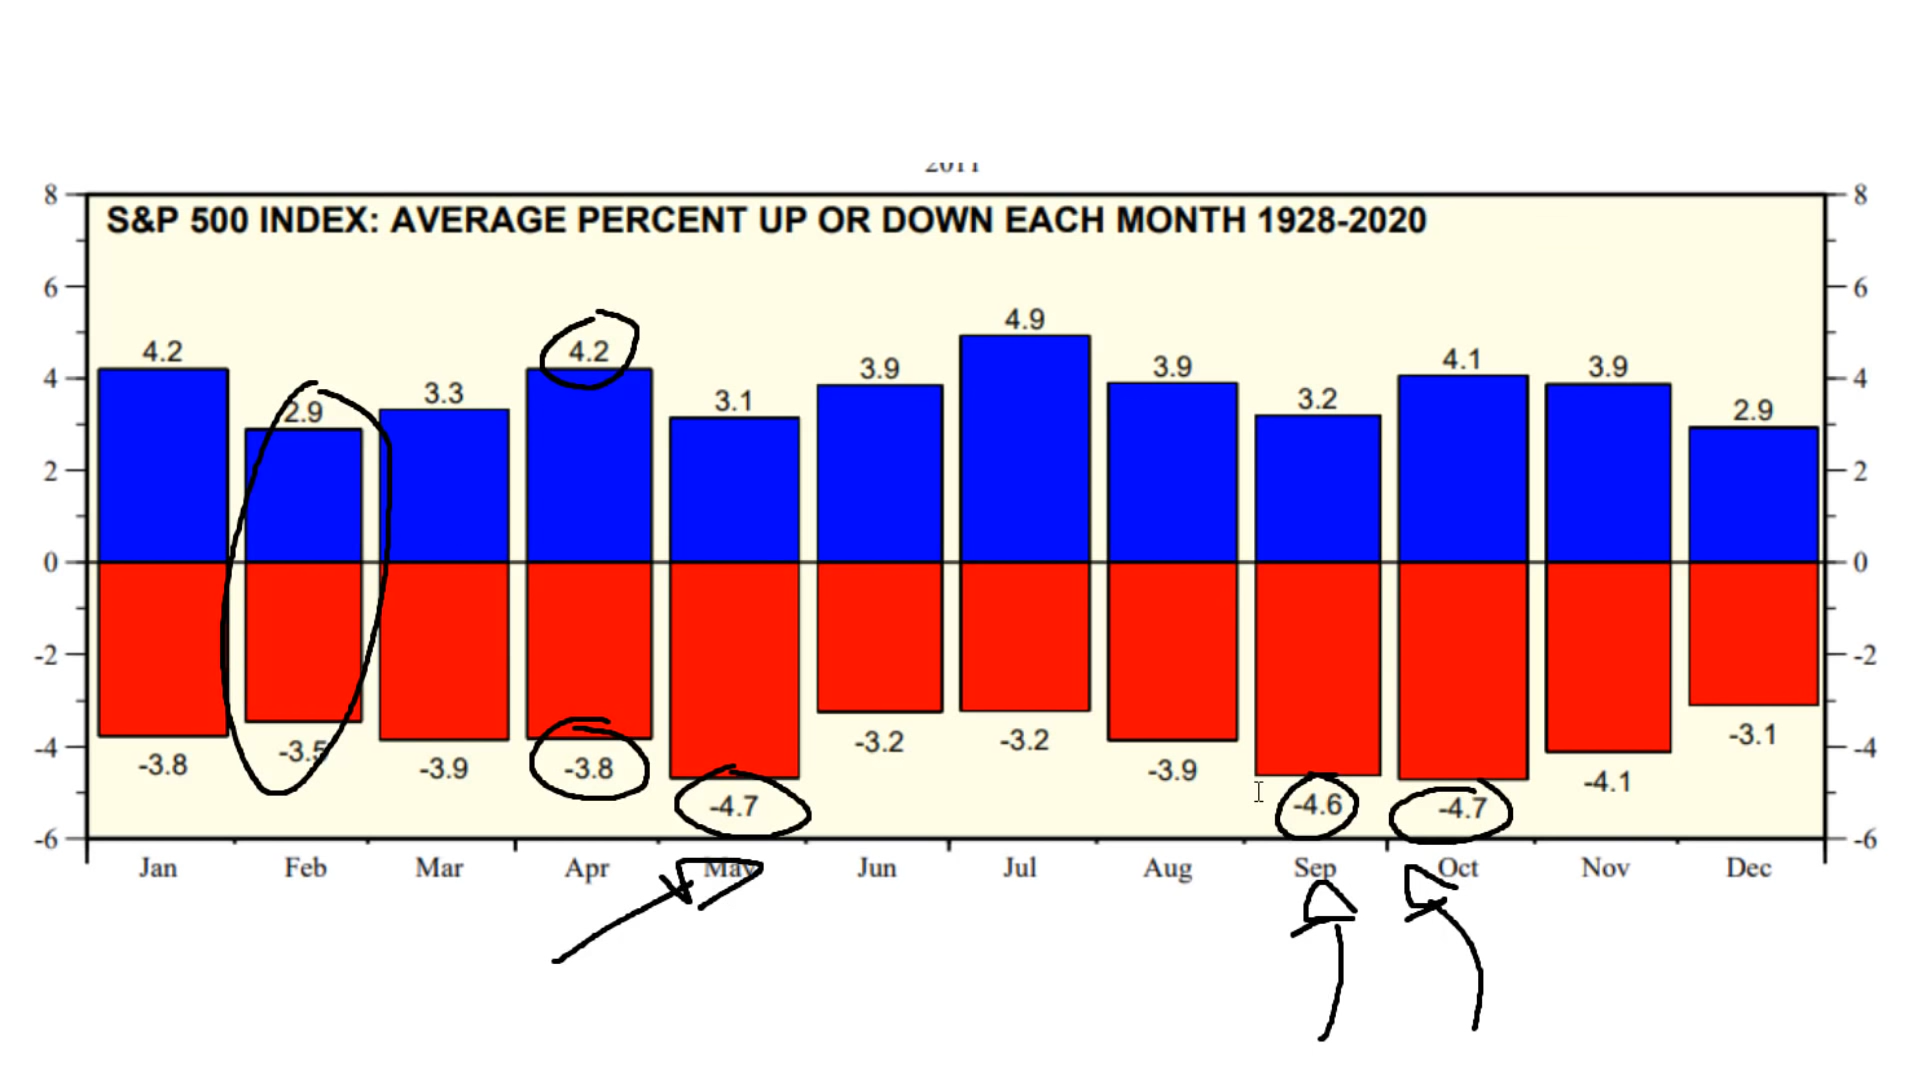 2011
8 8
S&P 500 INDEX: AVERAGE PERCENT UP OR DOWN EACH MONTH 1928-2020
6 6
4.2 2.9 3.3 4.2 3.1 3.9 4.9 3.9 3.2 4.1 3.9 2.9
4 4
2 2
0 0
-2 -2
-4 -4
-3.8 -3.5 -3.9 -3.8 -4.7 -3.2 -3.2 -3.9 -4.6 -4.7 -4.1 -3.1
-6 -6
Jan Feb Mar Apr May Jun Jul Aug Sep Oct Nov Dec